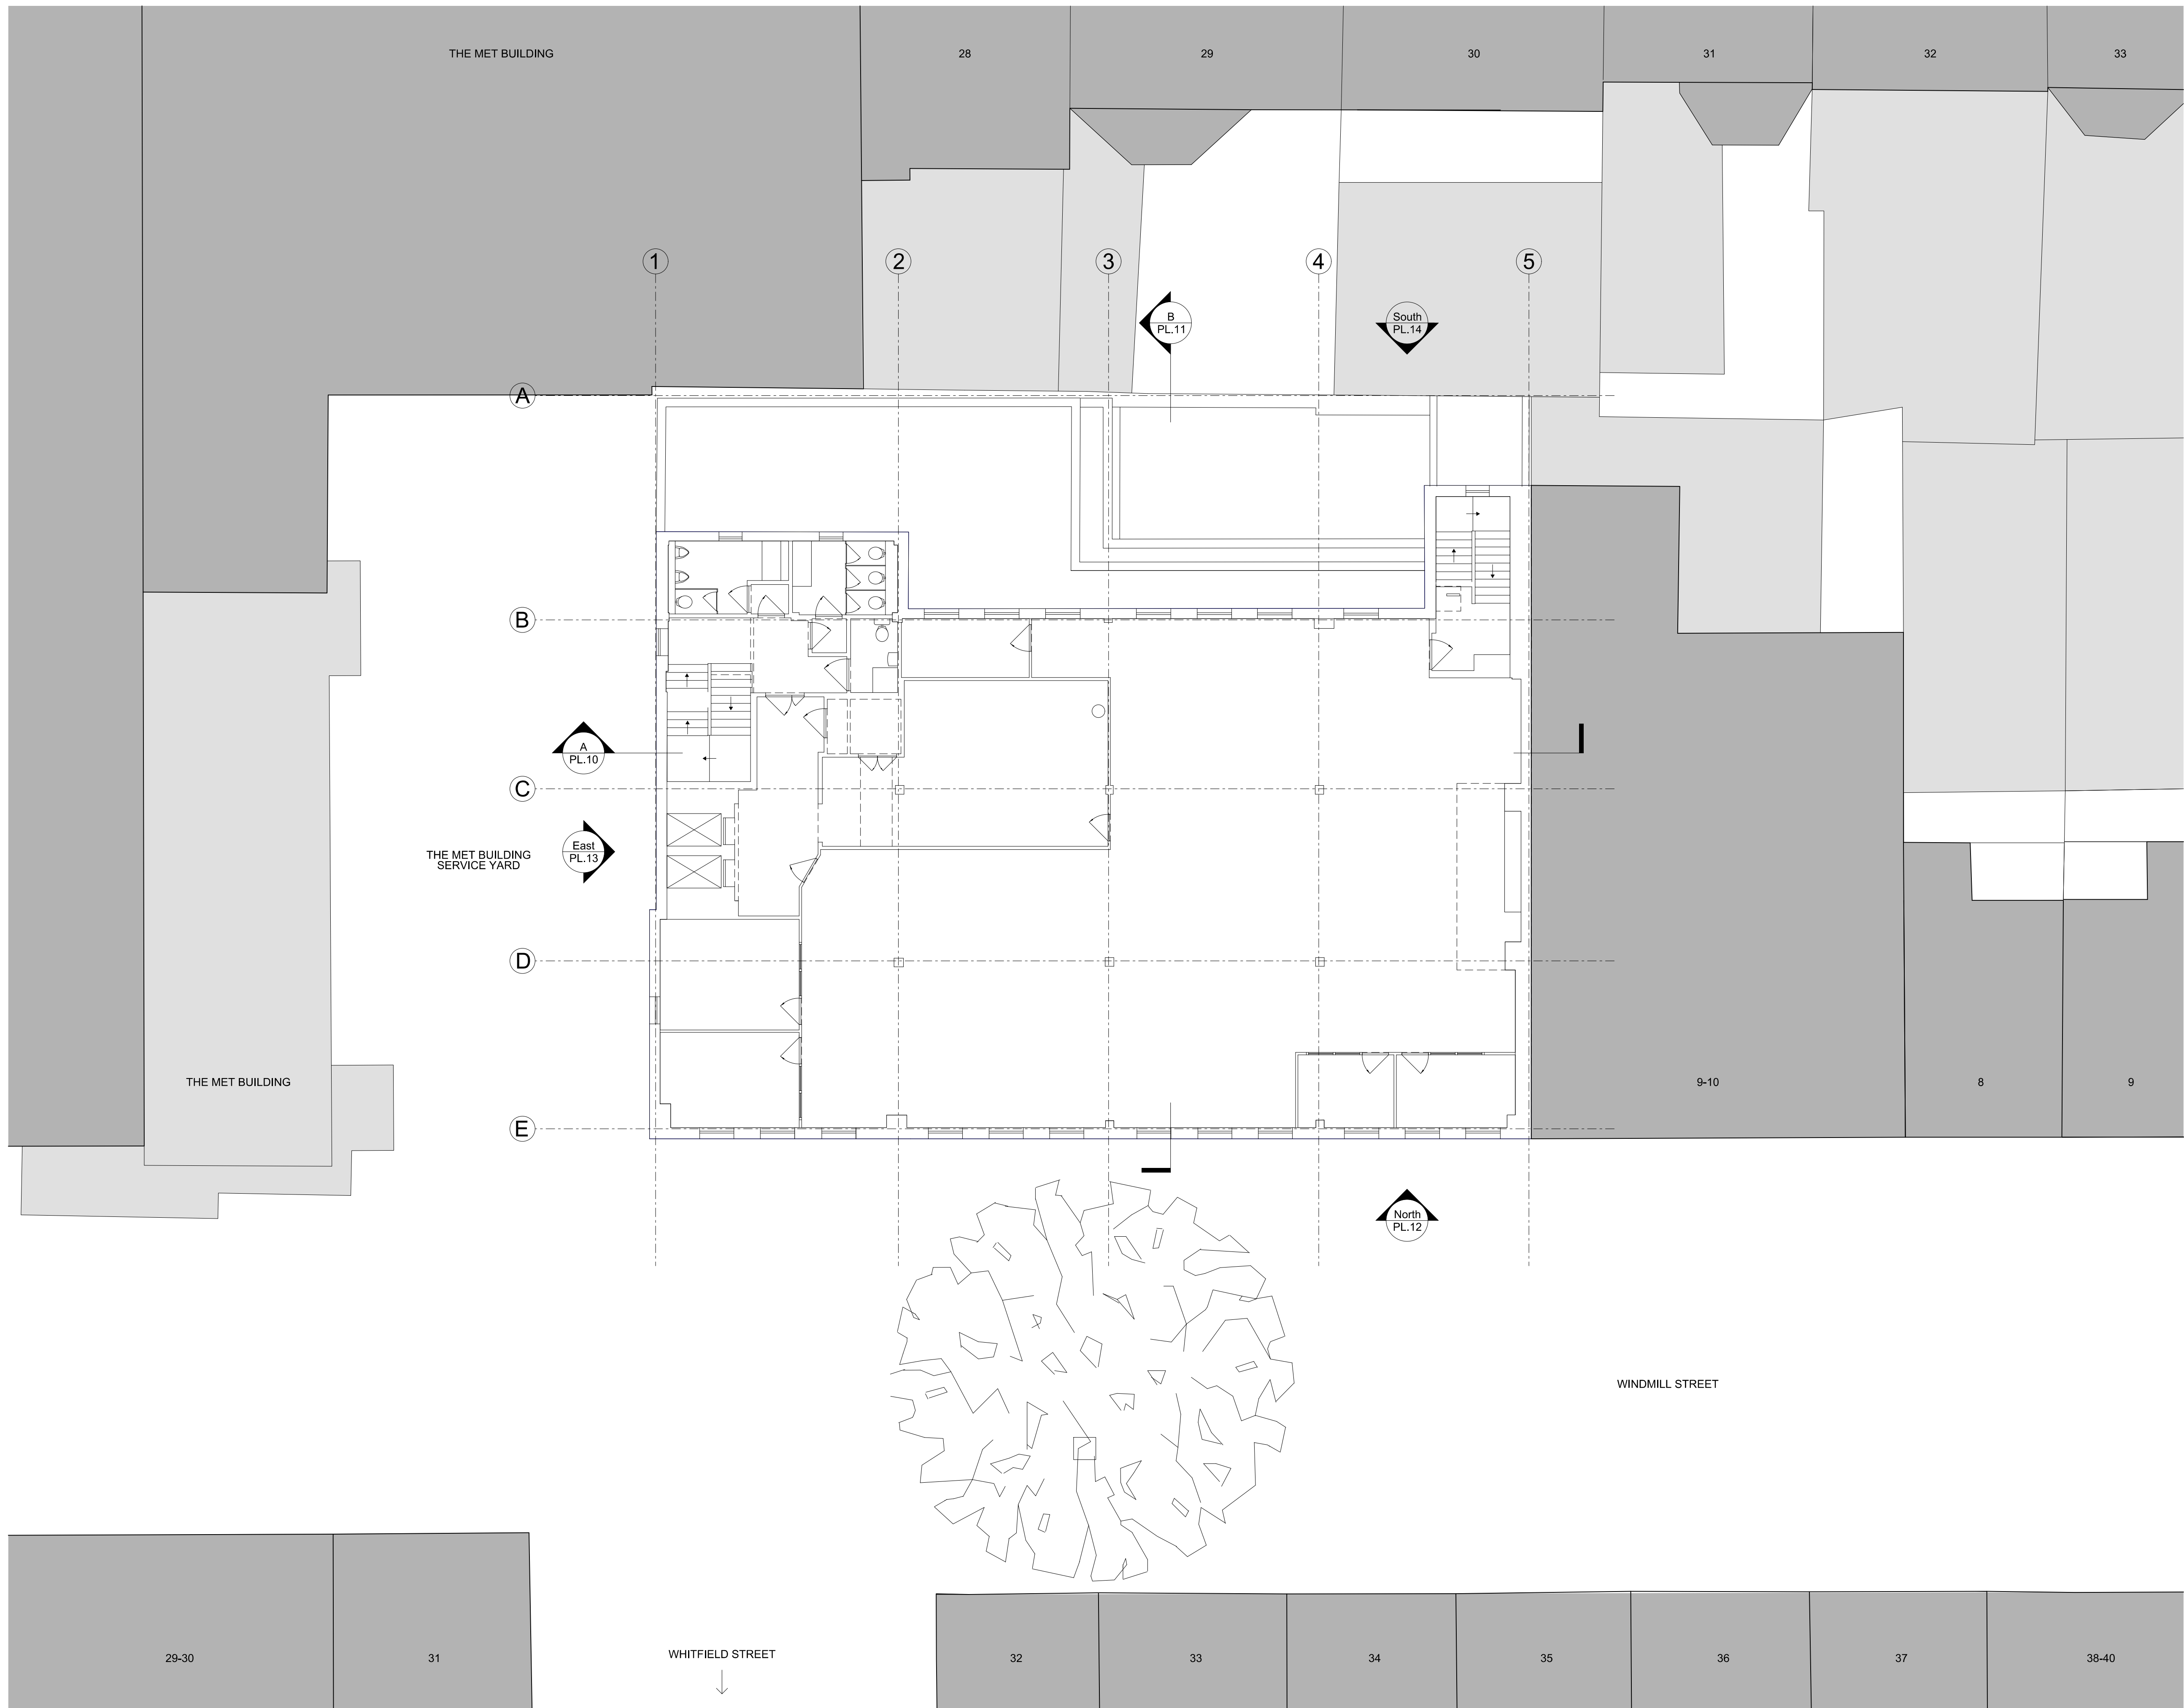 THE MET BUILDING
28
29
30
31
32
33
1
2
3
4
5
B
PL.11
South
PL.14
A
B
A
PL.10
C
THE MET BUILDING
SERVICE YARD
East
PL.13
D
THE MET BUILDING
9-10
8
9
E
North
PL.12
WINDMILL STREET
29-30
31
WHITFIELD STREET
32
33
34
35
36
37
38-40